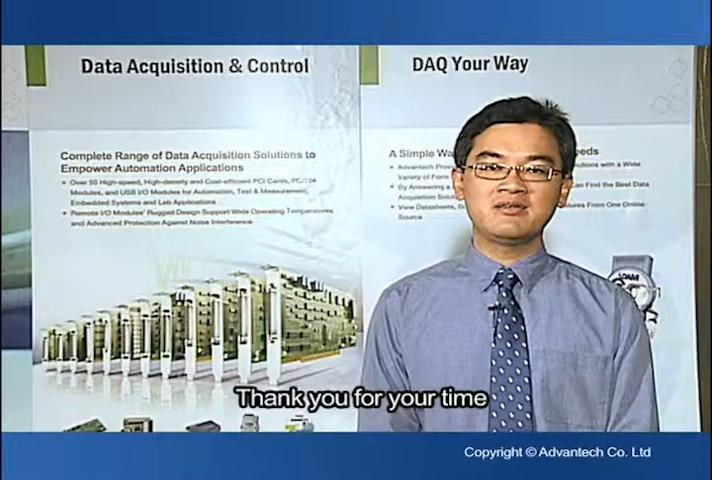 Data Acquisition & Control
DAQ Your Way
Complete Range of Data Acquisition Solutions to
Empower Automation Applications
Over 50 High-speed, High-density and Cost-efficient PCI Cards, PC/104
Modules, and USB I/O Modules for Automation, Test & Measurement,
Embedded Systems and Lab Applications
Remote I/O Modules' Rugged Design Support Wide Operating Temperatures
and Advanced Protection Against Noise Interference
A Simple Way
eeds
Advantech Pro
utions with a Wide
Variety of Form
By Answering a
Can Find the Best Data
Acquisition Solu
View Datasheets,
tures From One Online
Source
Thank you for your time
Copyright © Advantech Co. Ltd